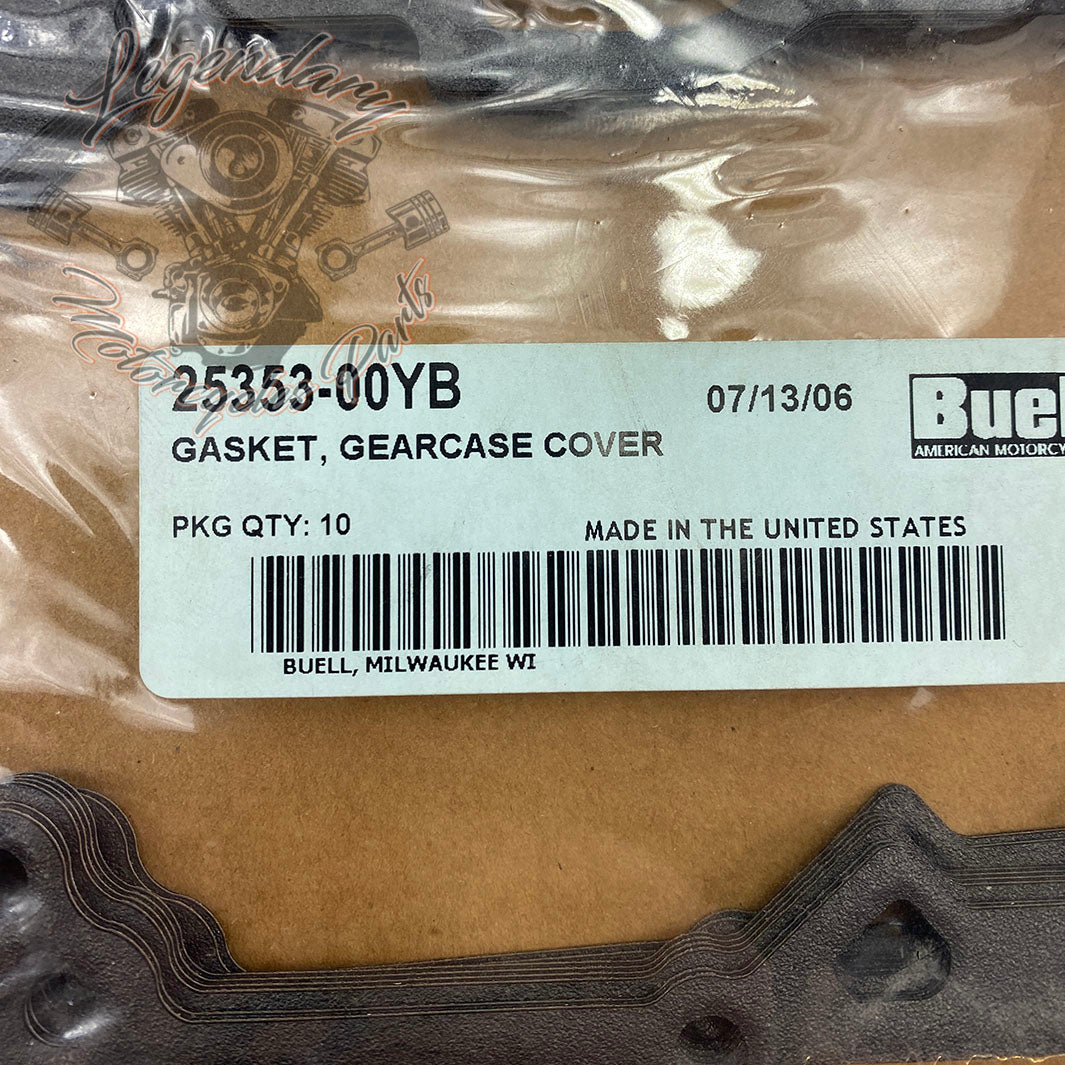 Legendary
Motorcycles Parts
25353-00YB
07/13/06
Buell
AMERICAN MOTORCY
GASKET, GEARCASE COVER
PKG QTY: 10
MADE IN THE UNITED STATES
BUELL, MILWAUKEE WI